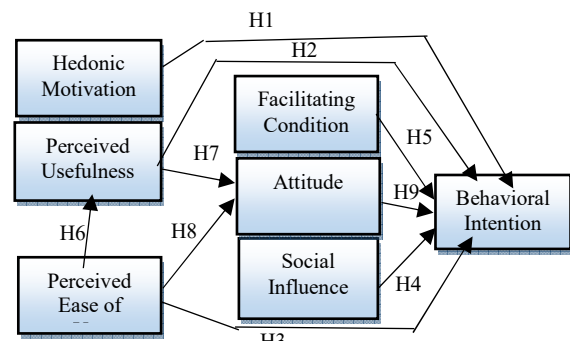 H1
H2
Hedonic
Motivation
Facilitating
Condition
H5
Perceived
Usefulness
H7
Attitude
H9
Behavioral
Intention
H6
H8
Perceived
Ease of
Social
Influence
H4
H3